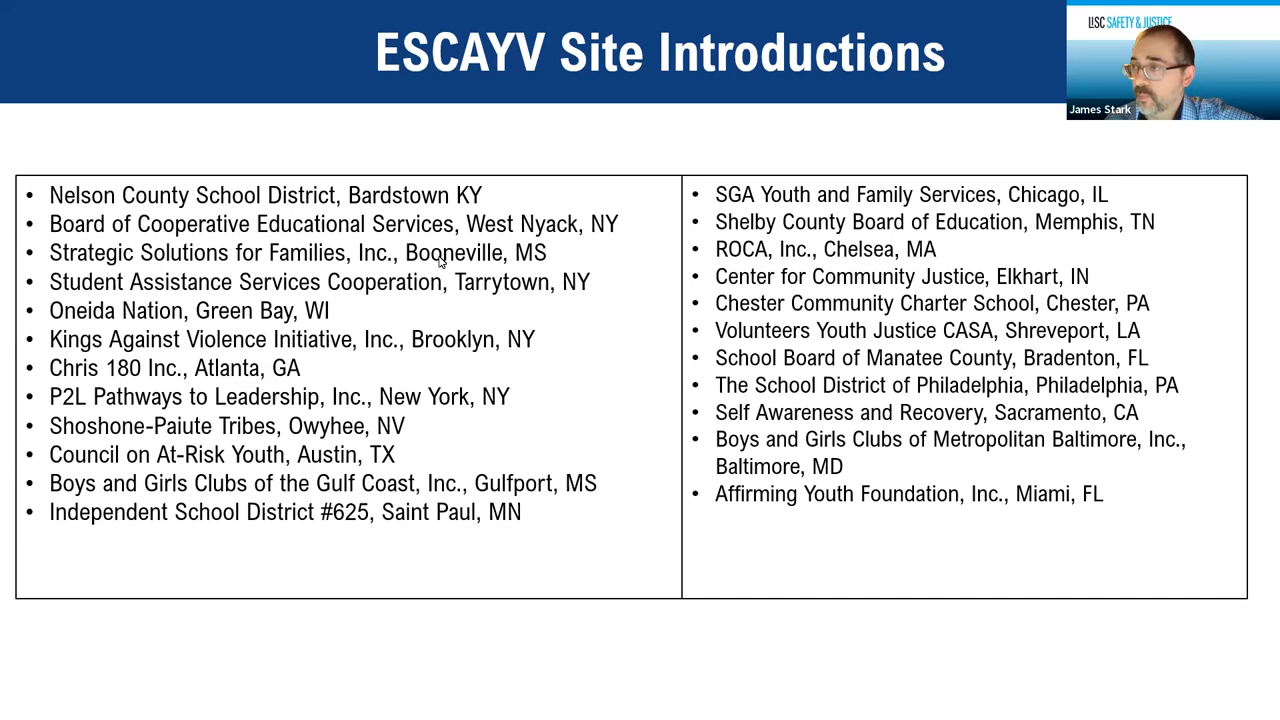 ESCAYV Site Introductions
LISC SAFETY & JUSTICE
James Stark
• Nelson County School District, Bardstown KY
• Board of Cooperative Educational Services, West Nyack, NY
• Strategic Solutions for Families, Inc., Booneville, MS
• Student Assistance Services Cooperation, Tarrytown, NY
• Oneida Nation, Green Bay, WI
• Kings Against Violence Initiative, Inc., Brooklyn, NY
• Chris 180 Inc., Atlanta, GA
• P2L Pathways to Leadership, Inc., New York, NY
• Shoshone-Paiute Tribes, Owyhee, NV
• Council on At-Risk Youth, Austin, TX
• Boys and Girls Clubs of the Gulf Coast, Inc., Gulfport, MS
• Independent School District #625, Saint Paul, MN
• SGA Youth and Family Services, Chicago, IL
• Shelby County Board of Education, Memphis, TN
• ROCA, Inc., Chelsea, MA
• Center for Community Justice, Elkhart, IN
• Chester Community Charter School, Chester, PA
• Volunteers Youth Justice CASA, Shreveport, LA
• School Board of Manatee County, Bradenton, FL
• The School District of Philadelphia, Philadelphia, PA
• Self Awareness and Recovery, Sacramento, CA
• Boys and Girls Clubs of Metropolitan Baltimore, Inc.,
Baltimore, MD
• Affirming Youth Foundation, Inc., Miami, FL